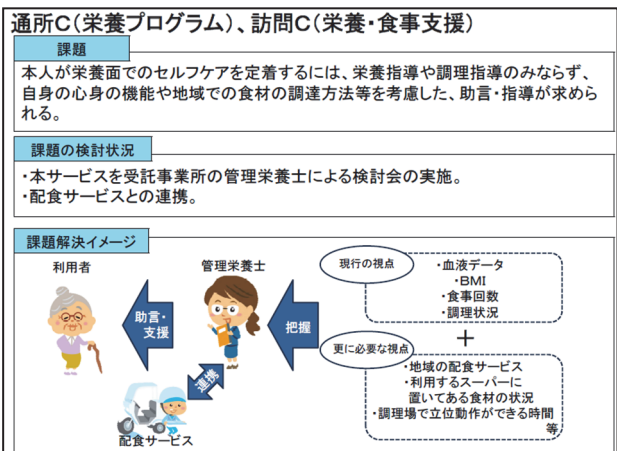 通所C(栄養プログラム)、訪問C(栄養・食事支援)
課題
本人が栄養面でのセルフケアを定着するには、栄養指導や調理指導のみならず、
自身の心身の機能や地域での食材の調達方法等を考慮した、助言・指導が求めら
れる。
課題の検討状況
・本サービスを受託事業所の管理栄養士による検討会の実施。
・配食サービスとの連携。
課題解決イメージ
利用者
管理栄養士
現行の視点
・血液データ
・BMI
・食事回数
・調理状況
助言・
支援
把握
+
更に必要な視点
・地域の配食サービス
・利用するスーパーに
置いてある食材の状況
・調理場で立位動作ができる時間
等
連携
配食サービス